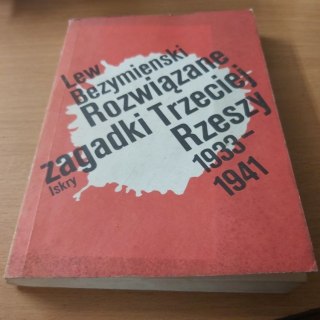 Lew
Bezymienski
Rozwiązane
zagadki Trzeciej
Rzeszy
1933-
1941
Iskry